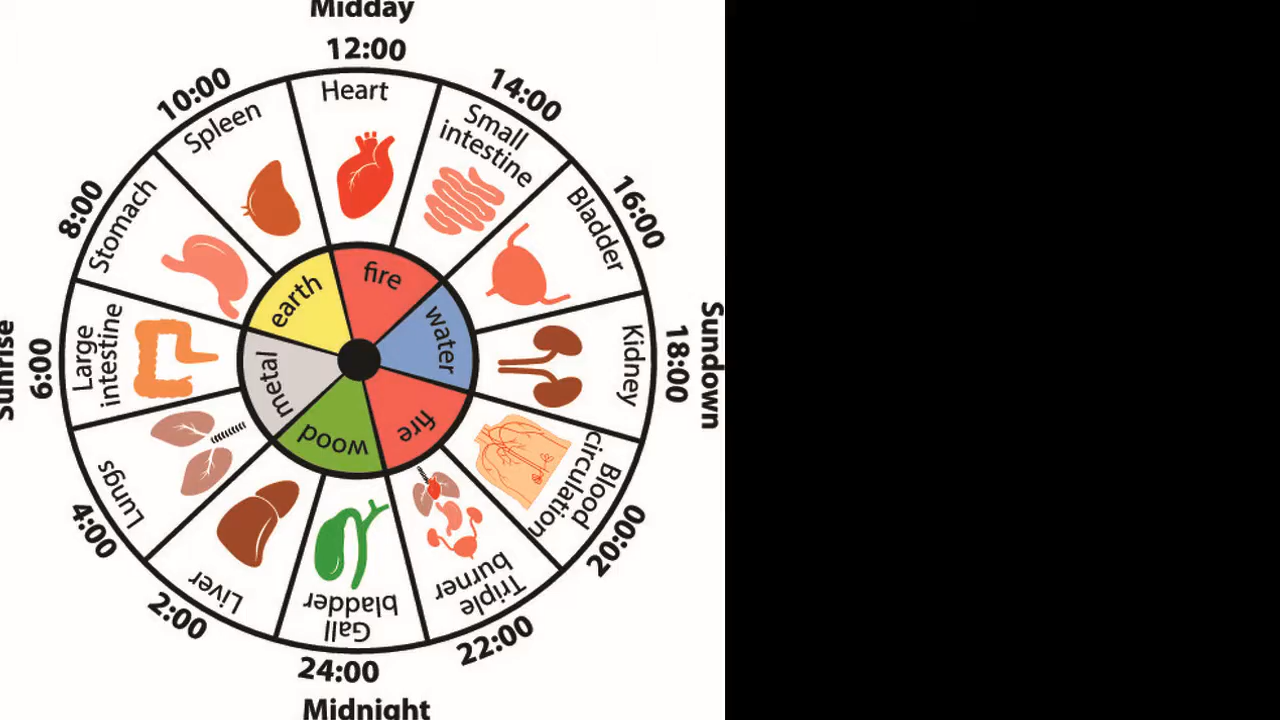 Midday
12:00
14:00
16:00
Sundown
18:00
20:00
22:00
24:00
Midnight
2:00
4:00
6:00
Sunrise
8:00
10:00
Heart
Small
intestine
Bladder
Kidney
Blood
circulation
Triple
burner
Gall
bladder
Liver
Lungs
Large
intestine
Stomach
Spleen
fire
water
fire
wood
metal
earth